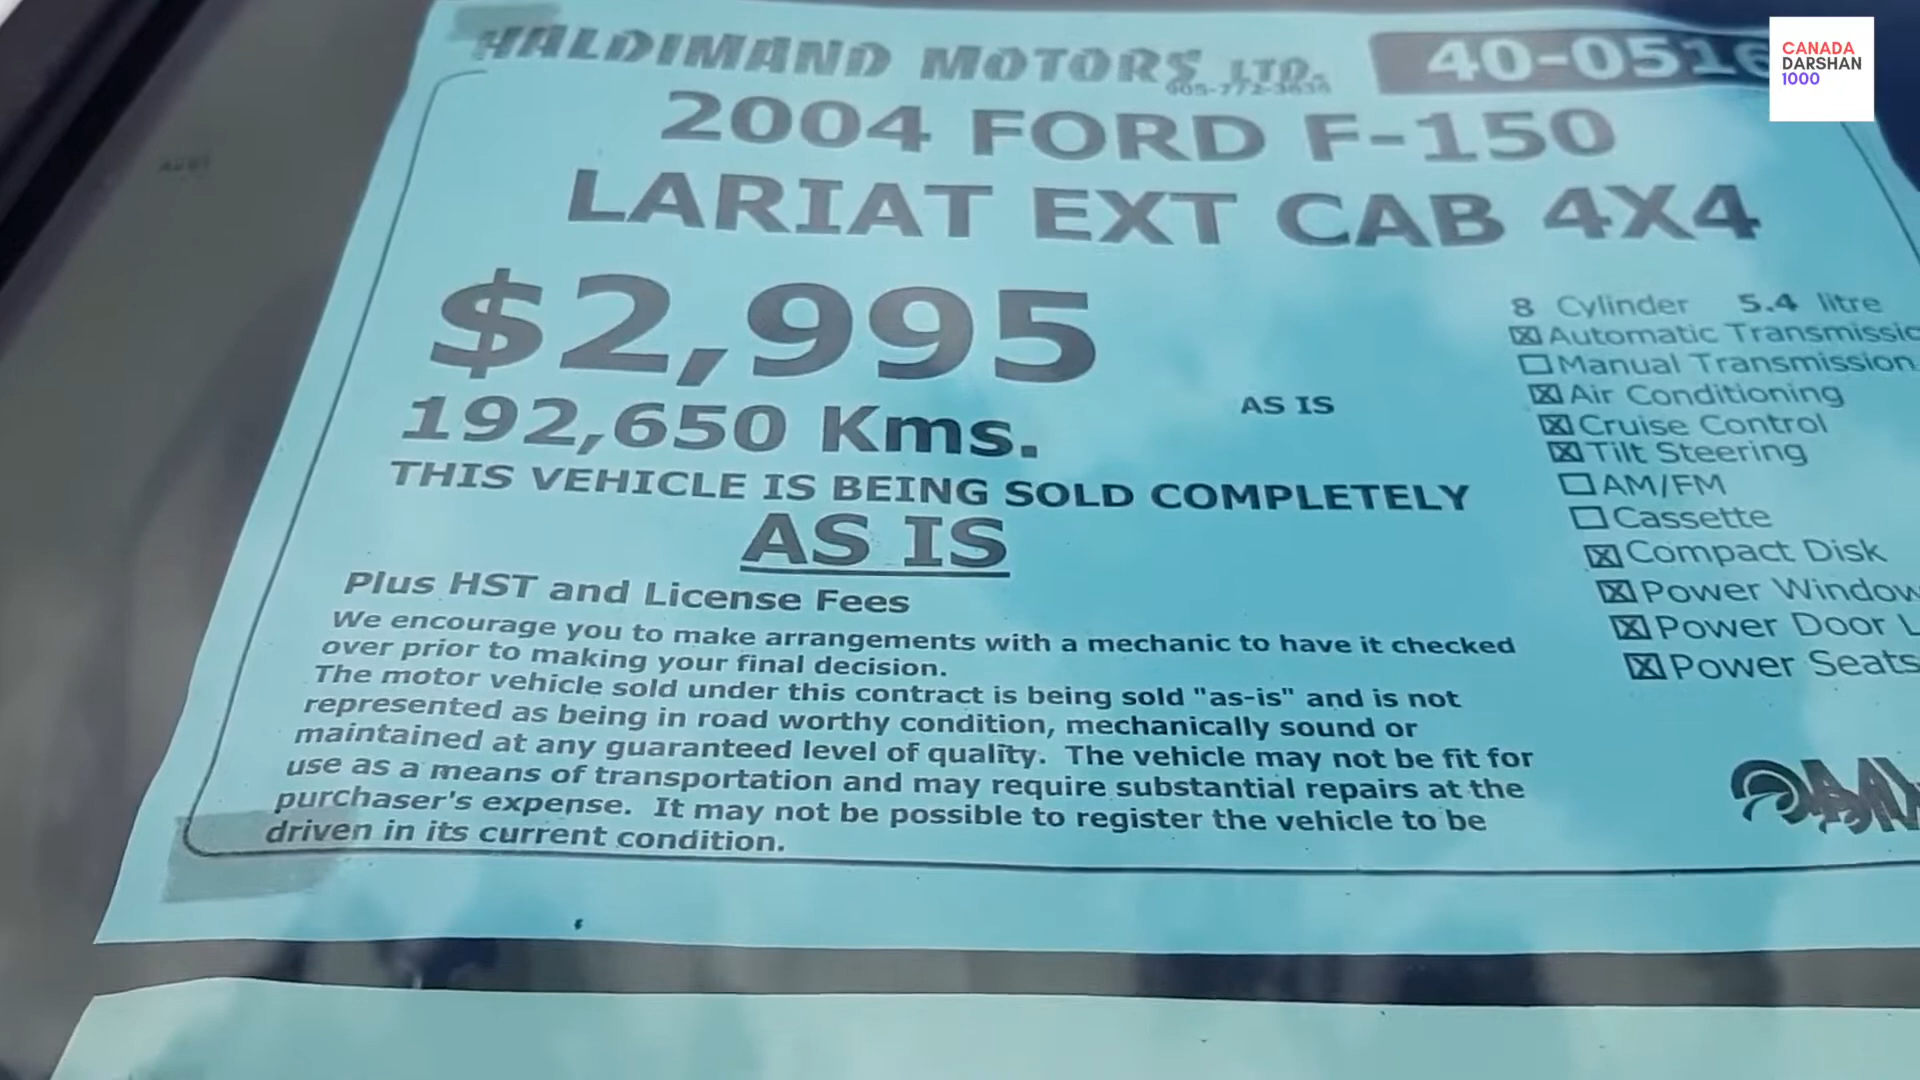 HALDIMAND MOTORS LTD.
905-772-3636
40-0516
CANADA
DARSHAN
1000
2004 FORD F-150
LARIAT EXT CAB 4X4
$2,995
192,650 Kms.
AS IS
THIS VEHICLE IS BEING SOLD COMPLETELY
AS IS
Plus HST and License Fees
We encourage you to make arrangements with a mechanic to have it checked
over prior to making your final decision.
The motor vehicle sold under this contract is being sold "as-is" and is not
represented as being in road worthy condition, mechanically sound or
maintained at any guaranteed level of quality. The vehicle may not be fit for
use as a means of transportation and may require substantial repairs at the
purchaser's expense. It may not be possible to register the vehicle to be
driven in its current condition.
8 Cylinder 5.4 litre
☒ Automatic Transmissio
☐ Manual Transmission
☒ Air Conditioning
☒ Cruise Control
☒ Tilt Steering
☐ AM/FM
☐ Cassette
☒ Compact Disk
☒ Power Window
☒ Power Door L
☒ Power Seats